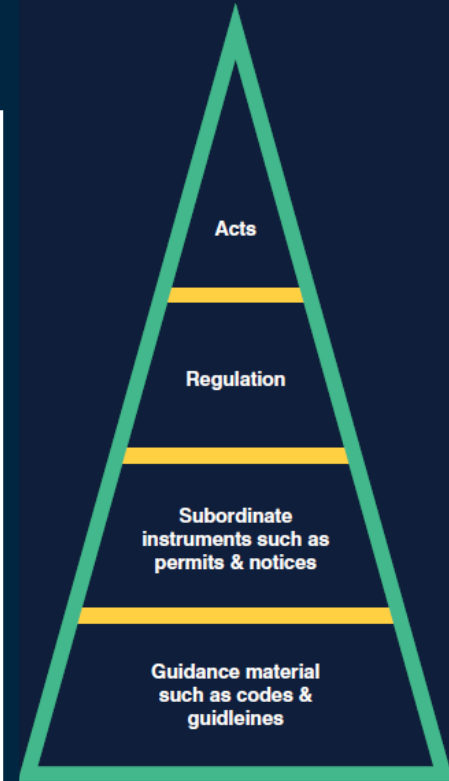 Acts
Regulation
Subordinate
instruments such as
permits & notices
Guidance material
such as codes &
guidleines